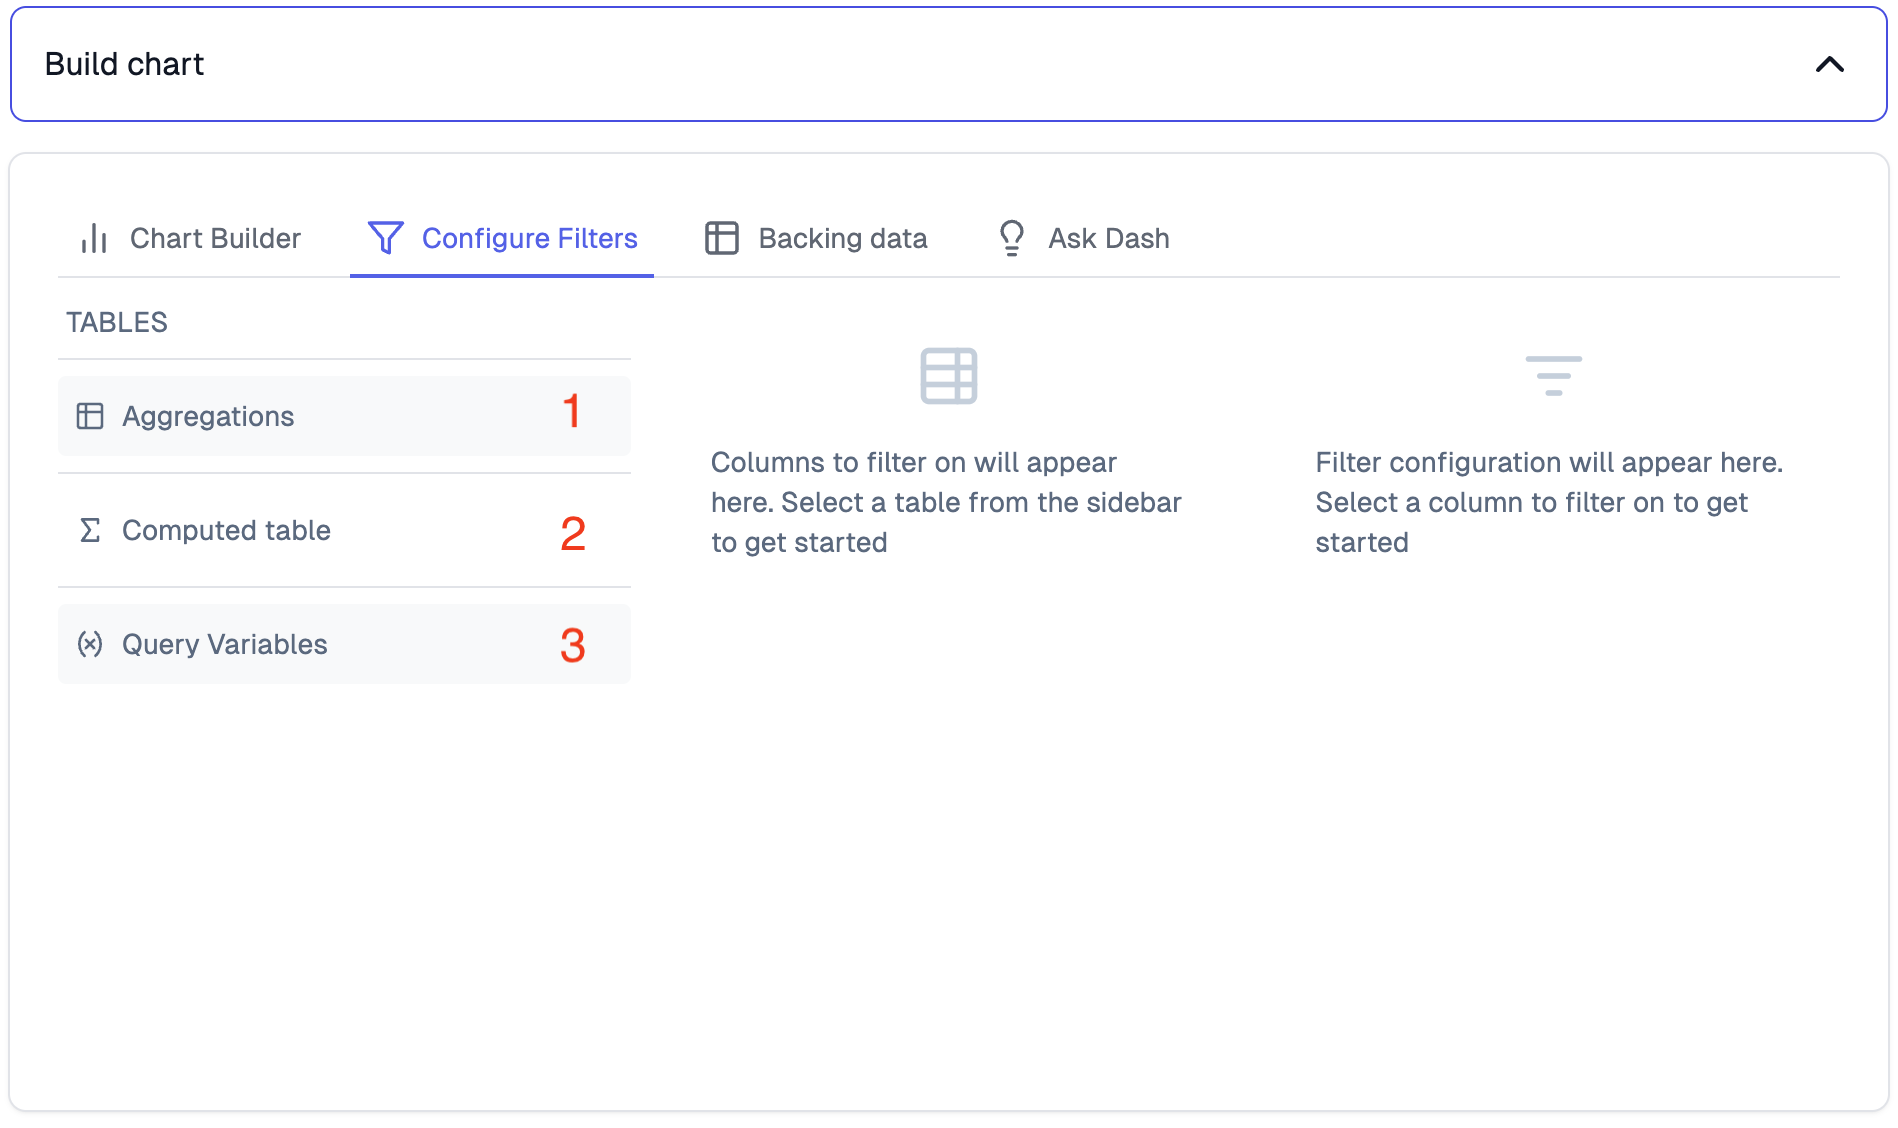 Build chart
Chart Builder Configure Filters Backing data Ask Dash
TABLES
Aggregations 1
Computed table 2
Query Variables 3
Columns to filter on will appear
here. Select a table from the sidebar
to get started
Filter configuration will appear here.
Select a column to filter on to get
started